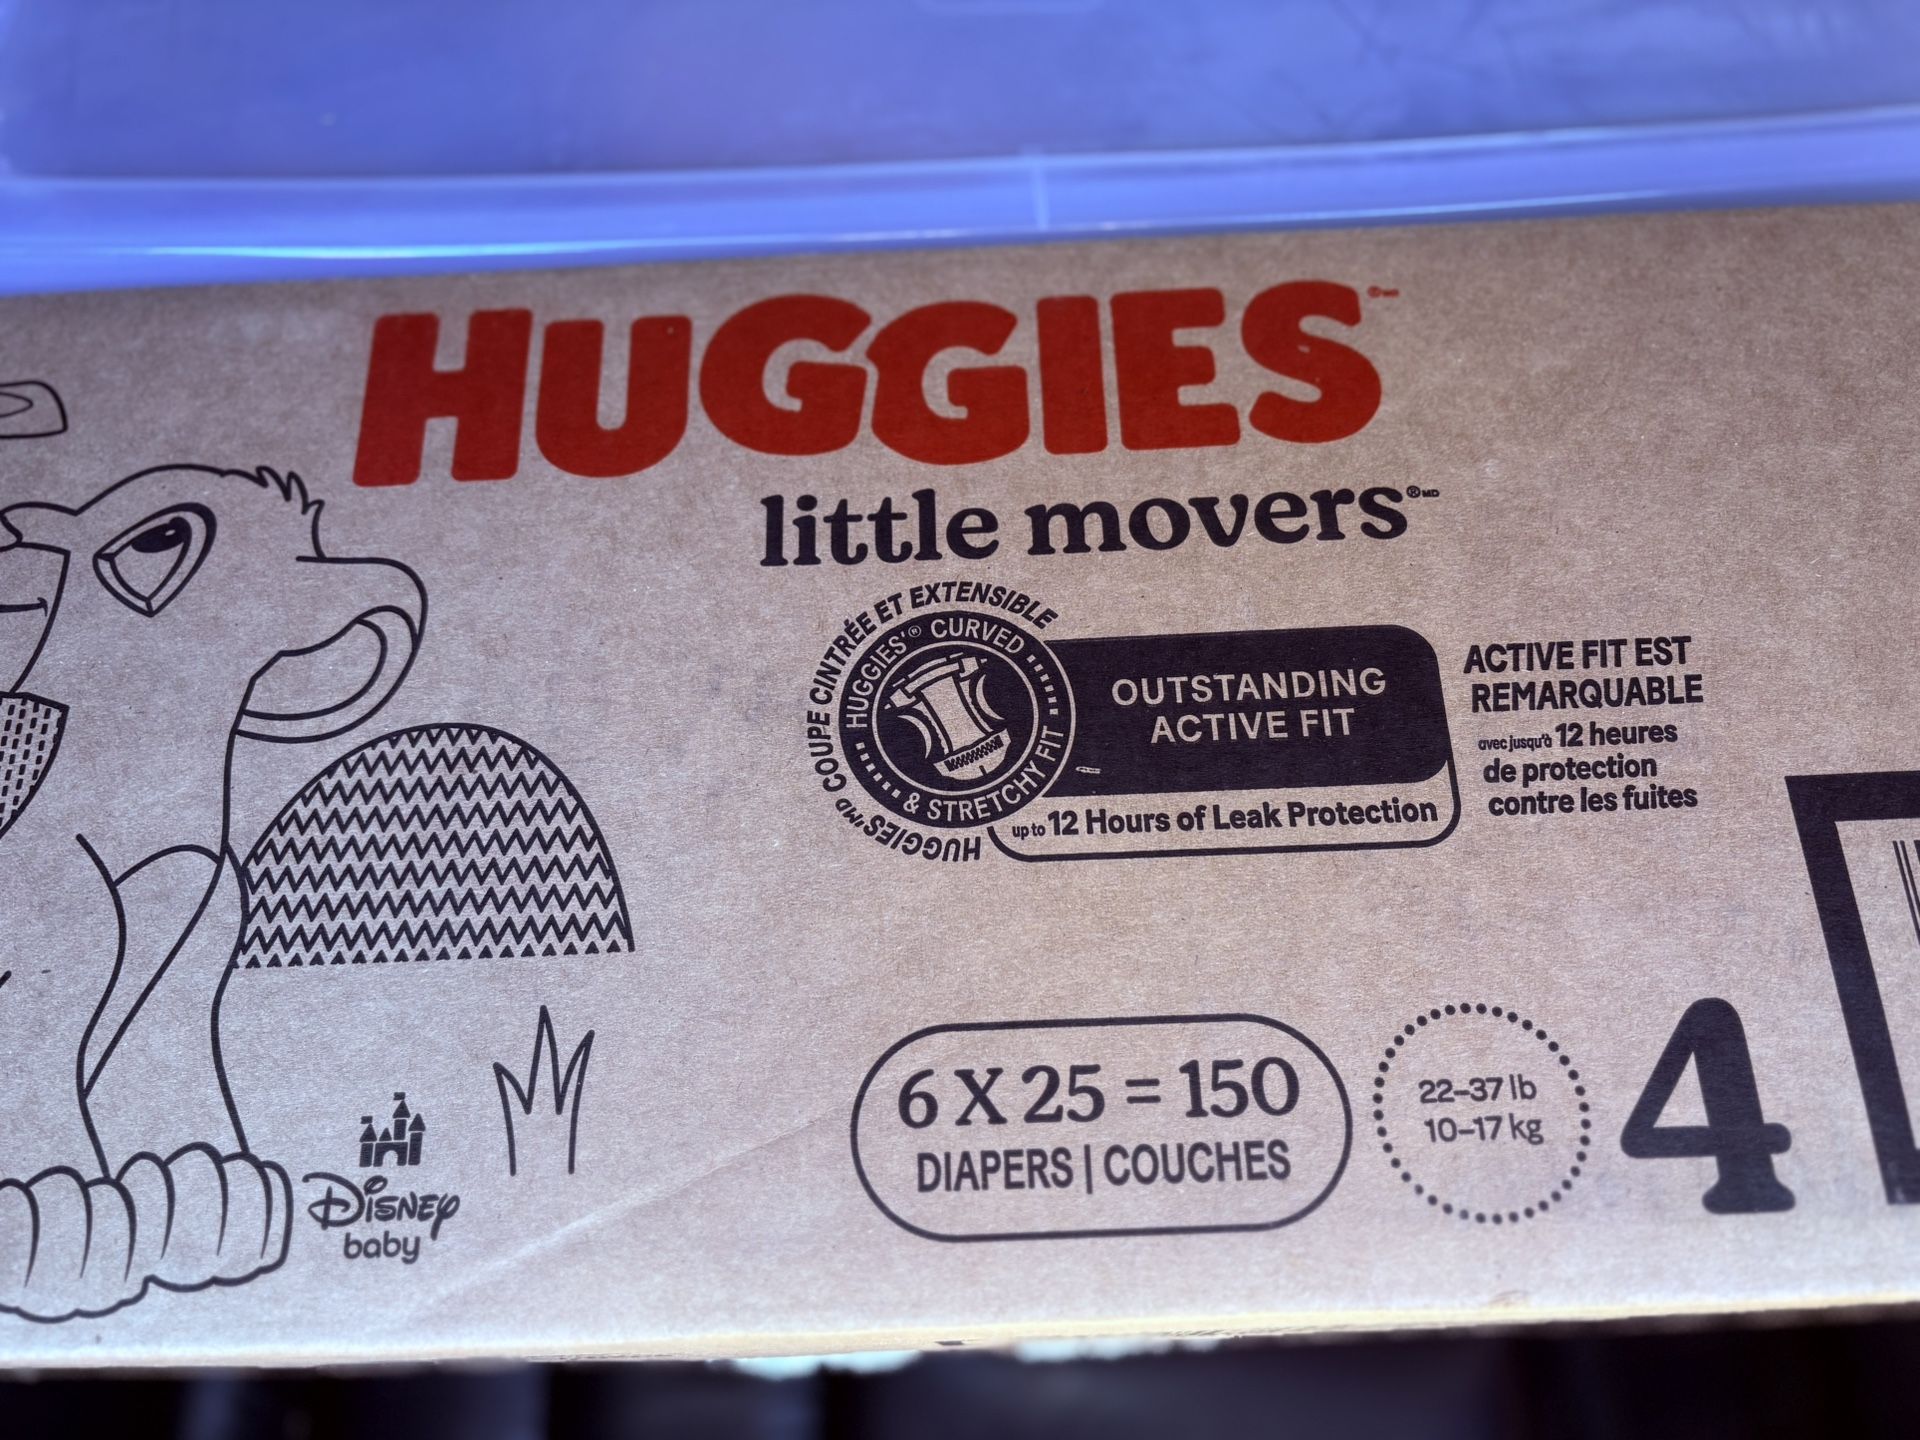 HUGGIES
little movers®MD
HUGGIES'MD COUPE CINTRÉE ET EXTENSIBLE
HUGGIES'® CURVED
& STRETCHY FIT
OUTSTANDING
ACTIVE FIT
up to 12 Hours of Leak Protection
ACTIVE FIT EST
REMARQUABLE
avec jusqu'à 12 heures
de protection
contre les fuites
6 X 25 = 150
DIAPERS | COUCHES
22–37 lb
10–17 kg
4
Disney
baby